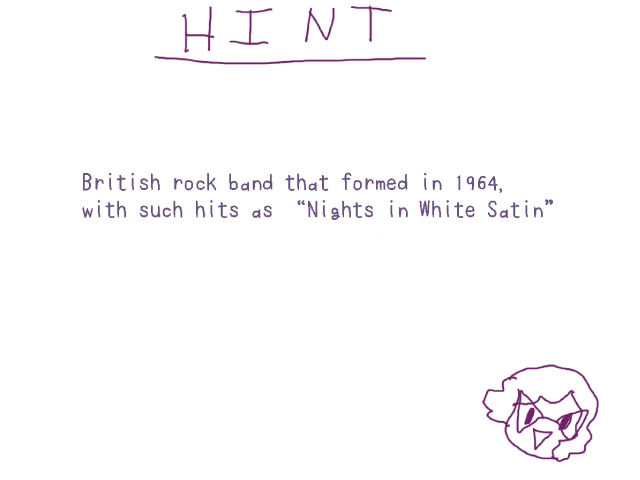 HINT
British rock band that formed in 1964,
with such hits as “Nights in White Satin”